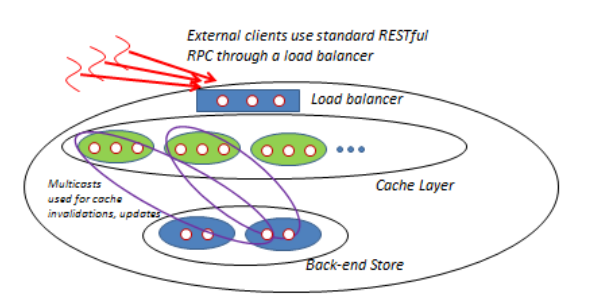 External clients use standard RESTful
RPC through a load balancer
Load balancer
Cache Layer
Multicasts
used for cache
invalidations, updates
Back-end Store